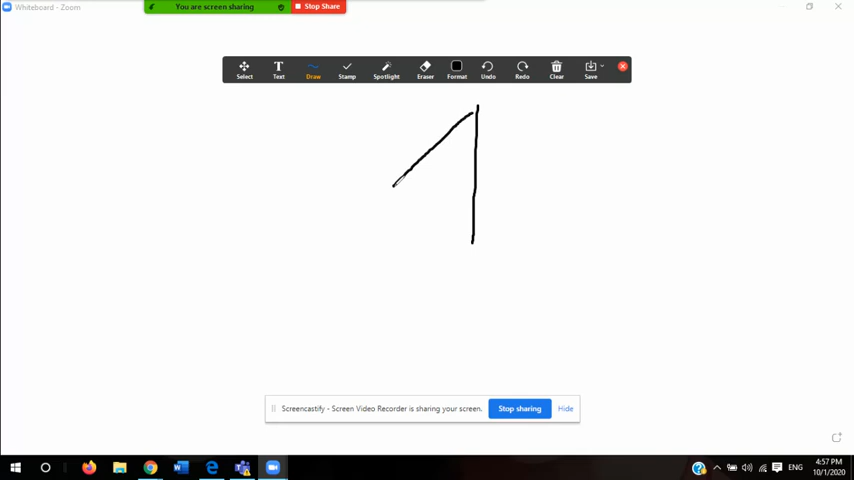 Whiteboard - Zoom
You are screen sharing
Stop Share
Select
Text
Draw
Stamp
Spotlight
Eraser
Format
Undo
Redo
Clear
Save
1
Screencastify - Screen Video Recorder is sharing your screen.
Stop sharing
Hide
4:57 PM
ENG
10/1/2020